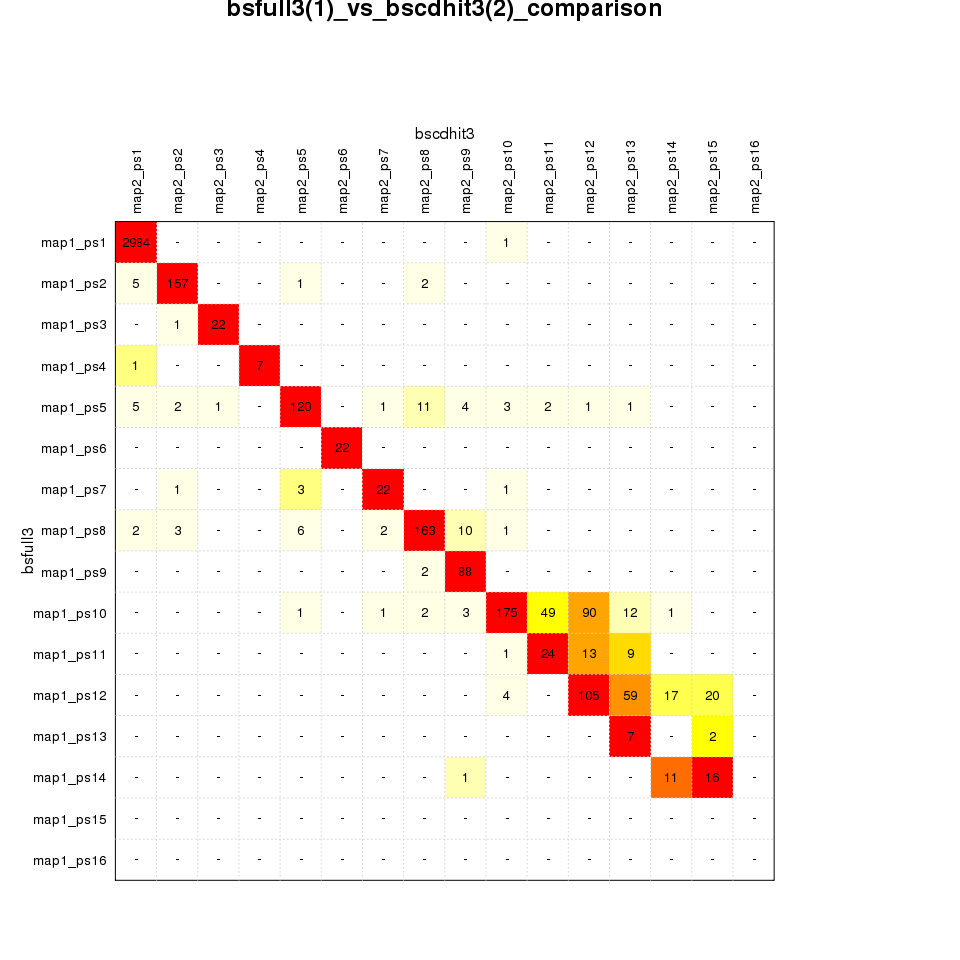 bsfull3(1)_vs_bscdhit3(2)_comparison
bscdhit3
map2_ps1 map2_ps2 map2_ps3 map2_ps4 map2_ps5 map2_ps6 map2_ps7 map2_ps8 map2_ps9 map2_ps10 map2_ps11 map2_ps12 map2_ps13 map2_ps14 map2_ps15 map2_ps16
bsfull3
map1_ps1 2984 - - - - - - - - 1 - - - - - -
map1_ps2 5 157 - - 1 - - 2 - - - - - - - -
map1_ps3 - 1 22 - - - - - - - - - - - - -
map1_ps4 1 - - 7 - - - - - - - - - - - -
map1_ps5 5 2 1 - 120 - 1 11 4 3 2 1 1 - - -
map1_ps6 - - - - - 22 - - - - - - - - - -
map1_ps7 - 1 - - 3 - 22 - - 1 - - - - - -
map1_ps8 2 3 - - 6 - 2 163 10 1 - - - - - -
map1_ps9 - - - - - - - 2 88 - - - - - - -
map1_ps10 - - - - 1 - 1 2 3 175 49 90 12 1 - -
map1_ps11 - - - - - - - - - 1 24 13 9 - - -
map1_ps12 - - - - - - - - - 4 - 105 59 17 20 -
map1_ps13 - - - - - - - - - - - - 7 - 2 -
map1_ps14 - - - - - - - - 1 - - - - 11 16 -
map1_ps15 - - - - - - - - - - - - - - - -
map1_ps16 - - - - - - - - - - - - - - - -